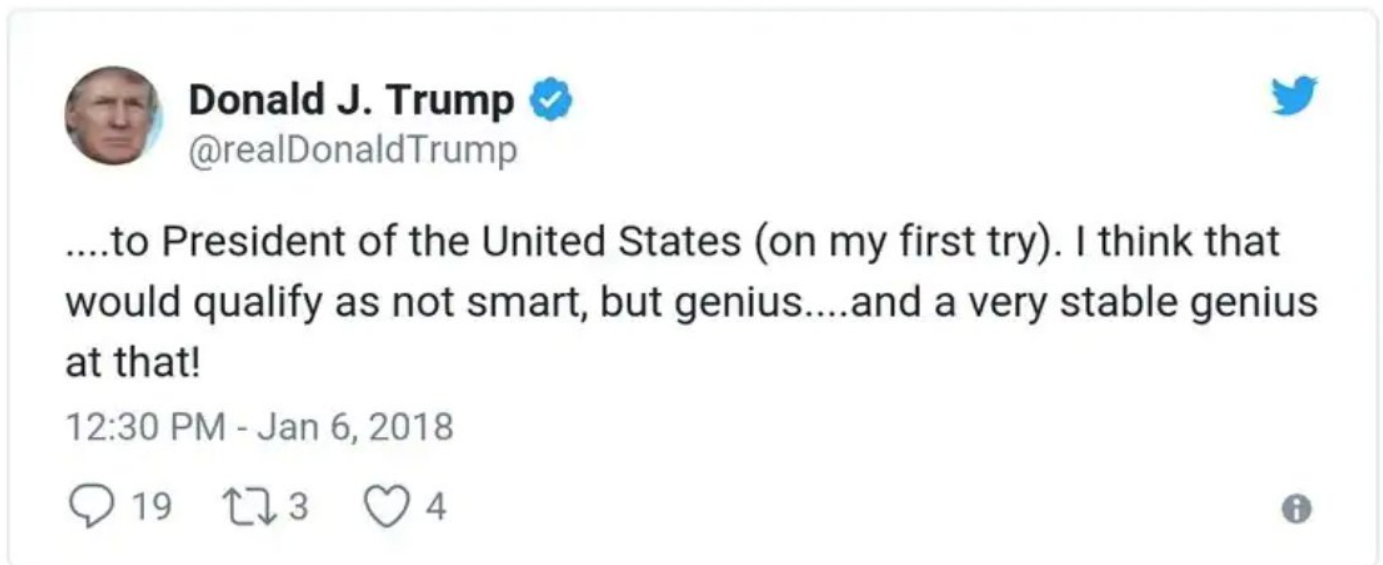 Donald J. Trump
@realDonaldTrump
....to President of the United States (on my first try). I think that
would qualify as not smart, but genius....and a very stable genius
at that!
12:30 PM - Jan 6, 2018
19 3 4